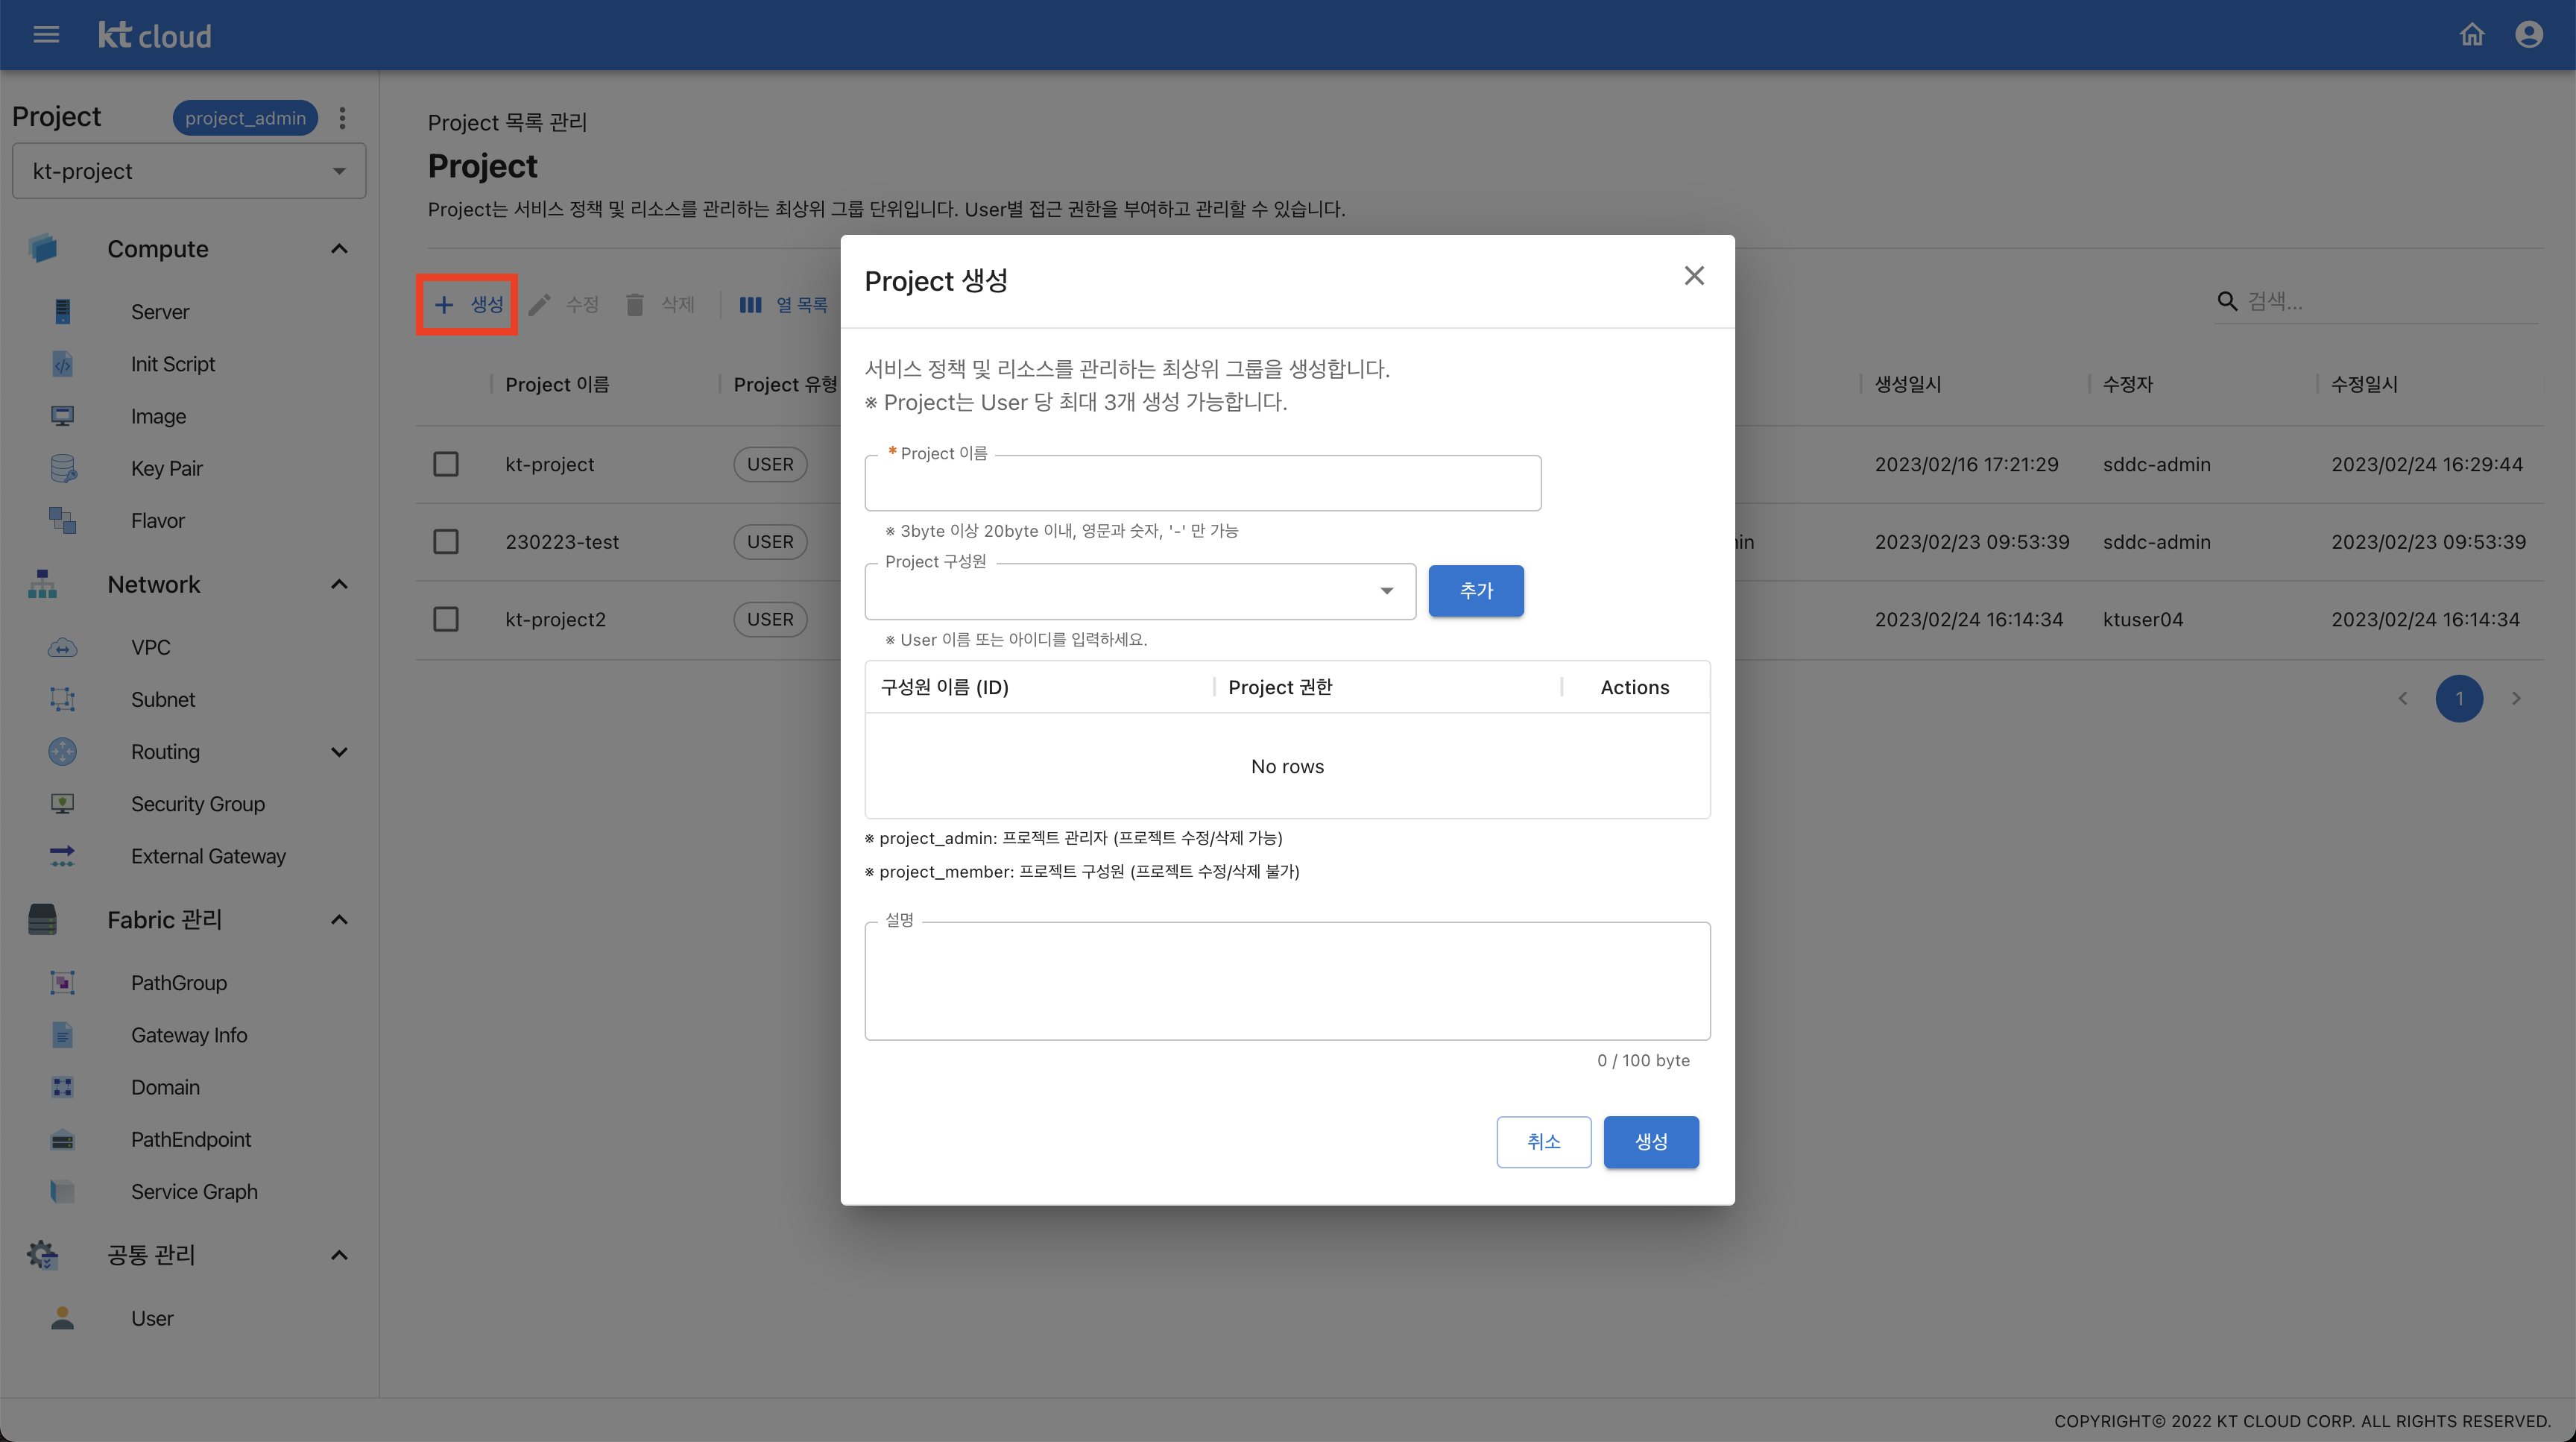 kt cloud
Project
project_admin
kt-project
Compute
Server
Init Script
Image
Key Pair
Flavor
Network
VPC
Subnet
Routing
Security Group
External Gateway
Fabric 관리
PathGroup
Gateway Info
Domain
PathEndpoint
Service Graph
공통 관리
User
Project 목록 관리
Project
Project는 서비스 정책 및 리소스를 관리하는 최상위 그룹 단위입니다. User별 접근 권한을 부여하고 관리할 수 있습니다.
생성 수정 삭제 열 목록 검색...
Project 이름 Project 유형 생성일시 수정자 수정일시
kt-project USER 2023/02/16 17:21:29 sddc-admin 2023/02/24 16:29:44
230223-test USER in 2023/02/23 09:53:39 sddc-admin 2023/02/23 09:53:39
kt-project2 USER 2023/02/24 16:14:34 ktuser04 2023/02/24 16:14:34
1
Project 생성
서비스 정책 및 리소스를 관리하는 최상위 그룹을 생성합니다.
※ Project는 User 당 최대 3개 생성 가능합니다.
* Project 이름
※ 3byte 이상 20byte 이내, 영문과 숫자, '-' 만 가능
Project 구성원
추가
※ User 이름 또는 아이디를 입력하세요.
구성원 이름 (ID) Project 권한 Actions
No rows
※ project_admin: 프로젝트 관리자 (프로젝트 수정/삭제 가능)
※ project_member: 프로젝트 구성원 (프로젝트 수정/삭제 불가)
설명
0 / 100 byte
취소 생성
COPYRIGHT© 2022 KT CLOUD CORP. ALL RIGHTS RESERVED.